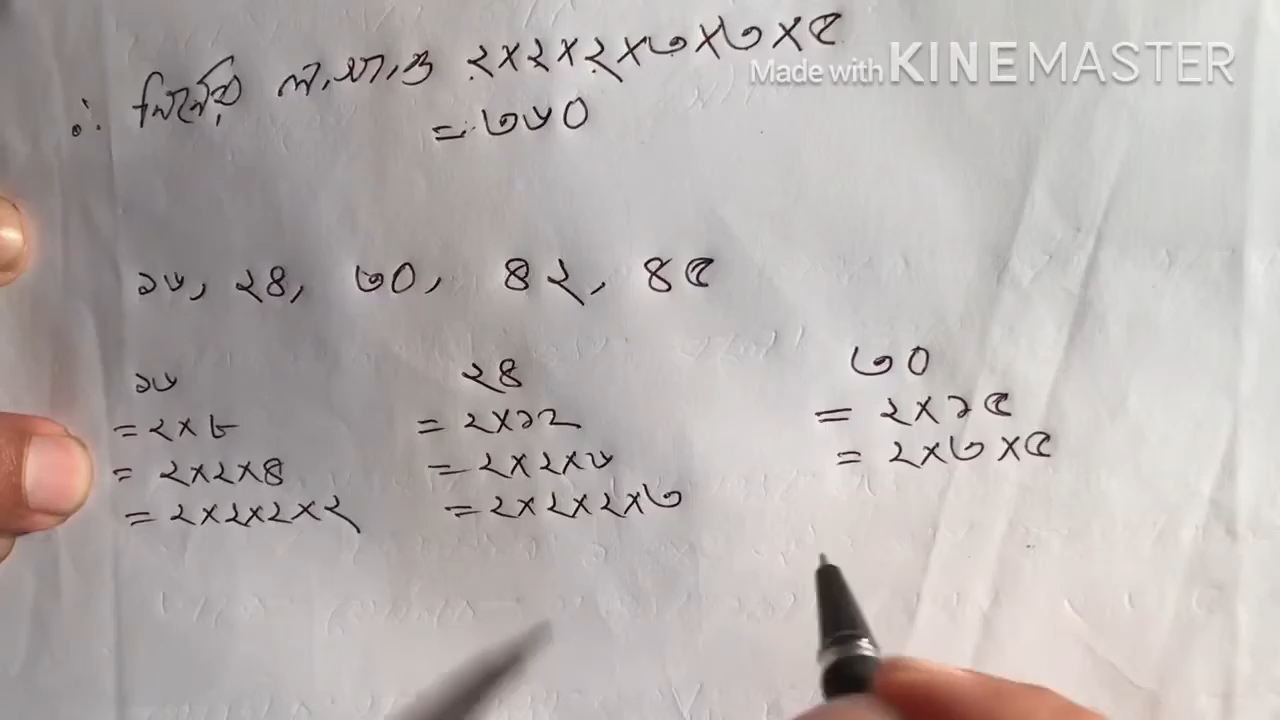 ∴ নির্ণেয় ল.সা.গু ২×২×২×৩×৩×৫
Made with KINEMASTER
= ৩৬০
১৬, ২৪, ৩০, ৪২, ৪৫
১৬ ২৪ ৩০
= ২×৮ = ২×১২ = ২×১৫
= ২×২×৪ = ২×২×৬ = ২×৩×৫
= ২×২×২×২ = ২×২×২×৩